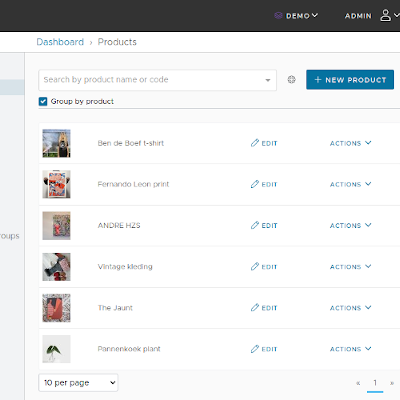 DEMO ADMIN
Dashboard › Products
Search by product name or code + NEW PRODUCT
Group by product
Ben de Boef t-shirt EDIT ACTIONS
Fernando Leon print EDIT ACTIONS
ANDRE HZS EDIT ACTIONS
roups
Vintage kleding EDIT ACTIONS
The Jaunt EDIT ACTIONS
Pannenkoek plant EDIT ACTIONS
10 per page « 1 »